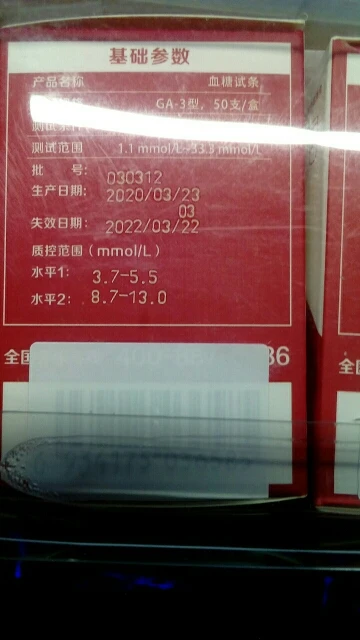 基础参数
产品名称 血糖试条
GA-3型，50支/盒
测试范围 1.1 mmol/L~33.3 mmol/L
批 号： 030312
生产日期： 2020/03/23
03
失效日期： 2022/03/22
质控范围（mmol/L）
水平1： 3.7-5.5
水平2： 8.7-13.0
全国
86
全国